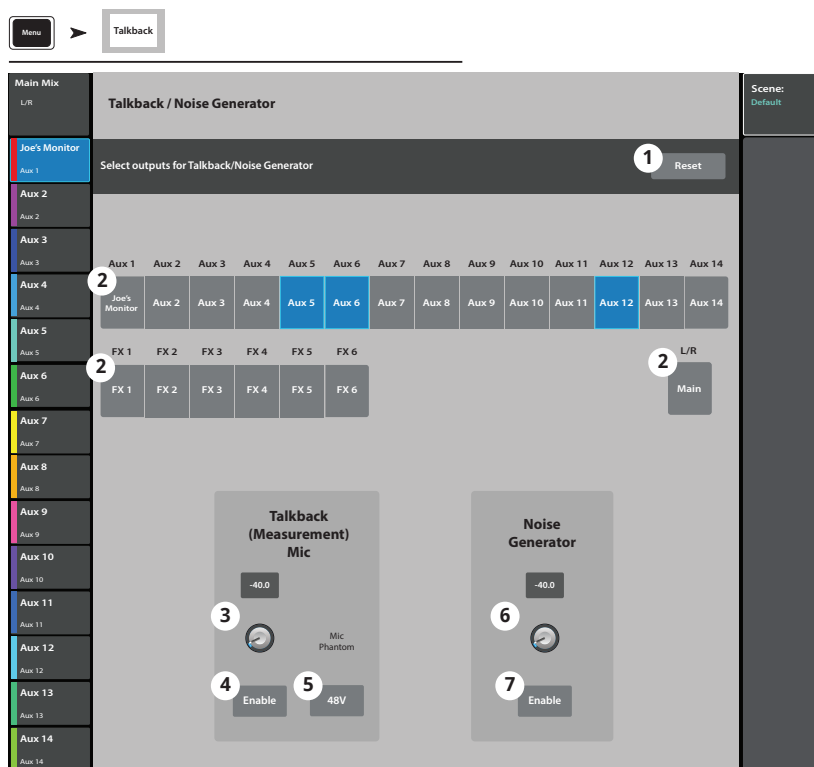 Menu
Talkback
Main Mix
L/R
Talkback / Noise Generator
Scene:
Default
Joe's Monitor
Aux 1
Select outputs for Talkback/Noise Generator
1
Reset
Aux 2
Aux 2
Aux 3
Aux 3
Aux 4
Aux 4
Aux 5
Aux 5
Aux 6
Aux 6
Aux 7
Aux 7
Aux 8
Aux 8
Aux 9
Aux 9
Aux 10
Aux 10
Aux 11
Aux 11
Aux 12
Aux 12
Aux 13
Aux 13
Aux 14
Aux 14
Aux 1 Aux 2 Aux 3 Aux 4 Aux 5 Aux 6 Aux 7 Aux 8 Aux 9 Aux 10 Aux 11 Aux 12 Aux 13 Aux 14
2
Joe's
Monitor
Aux 2 Aux 3 Aux 4 Aux 5 Aux 6 Aux 7 Aux 8 Aux 9 Aux 10 Aux 11 Aux 12 Aux 13 Aux 14
FX 1 FX 2 FX 3 FX 4 FX 5 FX 6
L/R
2
2
FX 1 FX 2 FX 3 FX 4 FX 5 FX 6
Main
Talkback
(Measurement)
Mic
-40.0
3
Mic
Phantom
4
Enable
5
48V
Noise
Generator
-40.0
6
7
Enable